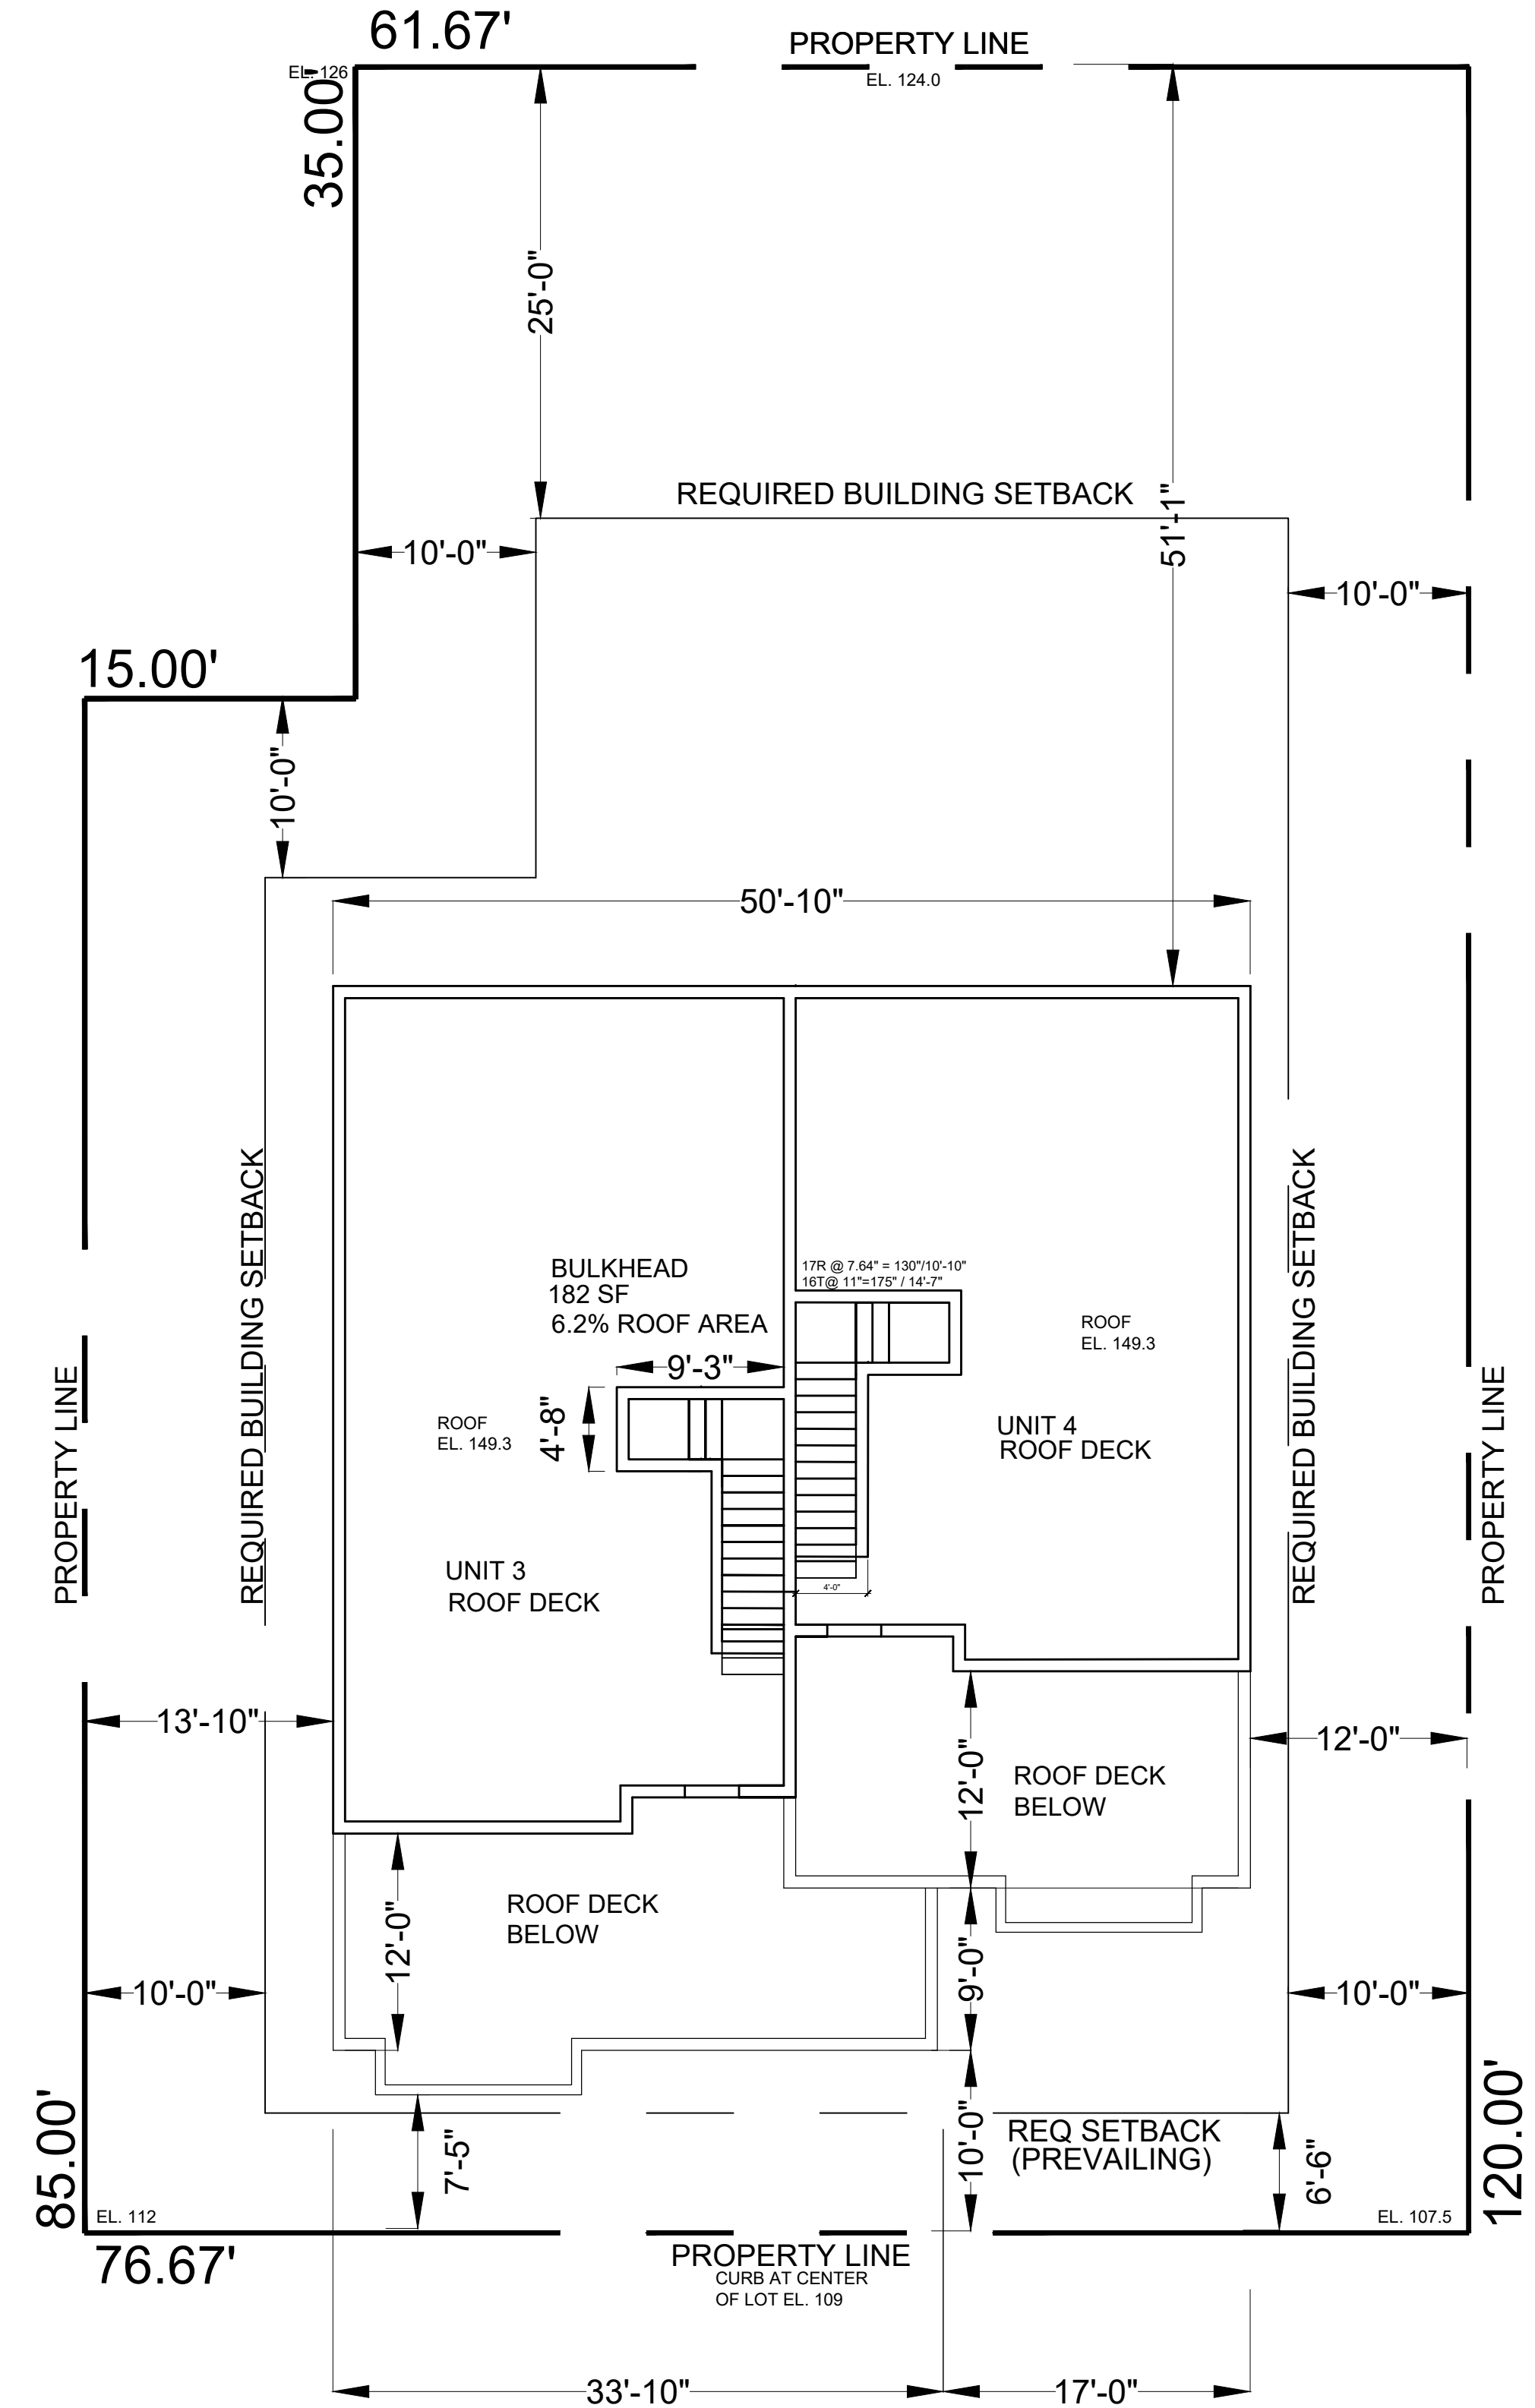 61.67'
PROPERTY LINE
EL. 126
EL. 124.0
35.00'
25'-0"
REQUIRED BUILDING SETBACK
51'-1"
10'-0"
10'-0"
15.00'
10'-0"
50'-10"
REQUIRED BUILDING SETBACK
REQUIRED BUILDING SETBACK
BULKHEAD
182 SF
6.2% ROOF AREA
17R @ 7.64" = 130"/10'-10"
16T@ 11"=175" / 14'-7"
ROOF
EL. 149.3
9'-3"
4'-8"
ROOF
EL. 149.3
UNIT 4
ROOF DECK
PROPERTY LINE
PROPERTY LINE
UNIT 3
ROOF DECK
4'-0"
13'-10"
12'-0"
12'-0"
ROOF DECK
BELOW
ROOF DECK
BELOW
12'-0"
9'-0"
10'-0"
10'-0"
85.00'
7'-5"
10'-0"
REQ SETBACK
(PREVAILING)
6'-6"
120.00'
EL. 112
EL. 107.5
76.67'
PROPERTY LINE
CURB AT CENTER
OF LOT EL. 109
33'-10"
17'-0"